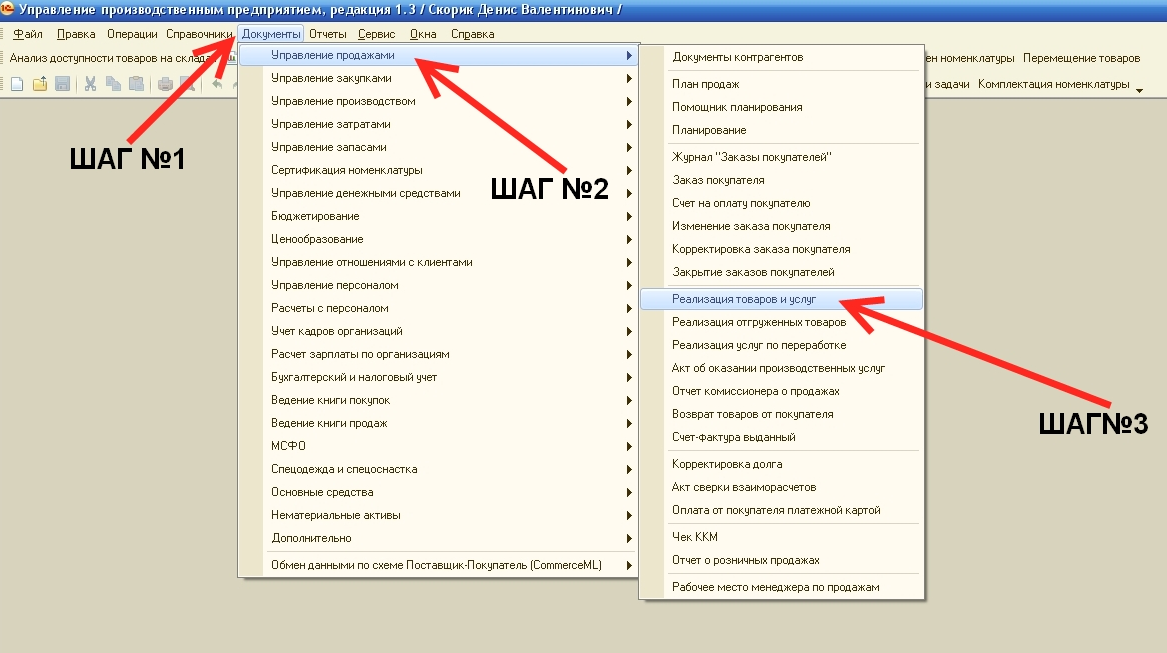 Управление производственным предприятием, редакция 1.3 / Скорик Денис Валентинович /
Файл Правка Операции Справочники Документы Отчеты Сервис Окна Справка
Анализ доступности товаров на склада
ен номенклатуры Перемещение товаров
и задачи Комплектация номенклатуры
ШАГ №1
Управление продажами
Управление закупками
Управление производством
Управление затратами
Управление запасами
Сертификация номенклатуры
Управление денежными средствами
Бюджетирование
Ценообразование
Управление отношениями с клиентами
Управление персоналом
Расчеты с персоналом
Учет кадров организаций
Расчет зарплаты по организациям
Бухгалтерский и налоговый учет
Ведение книги покупок
Ведение книги продаж
МСФО
Спецодежда и спецоснастка
Основные средства
Нематериальные активы
Дополнительно
Обмен данными по схеме Поставщик-Покупатель (CommerceML)
ШАГ №2
Документы контрагентов
План продаж
Помощник планирования
Планирование
Журнал "Заказы покупателей"
Заказ покупателя
Счет на оплату покупателю
Изменение заказа покупателя
Корректировка заказа покупателя
Закрытие заказов покупателей
Реализация товаров и услуг
Реализация отгруженных товаров
Реализация услуг по переработке
Акт об оказании производственных услуг
Отчет комиссионера о продажах
Возврат товаров от покупателя
Счет-фактура выданный
Корректировка долга
Акт сверки взаиморасчетов
Оплата от покупателя платежной картой
Чек ККМ
Отчет о розничных продажах
Рабочее место менеджера по продажам
ШАГ№3